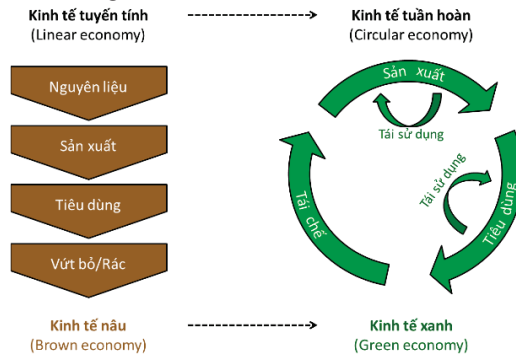 Kinh tế tuyến tính
(Linear economy)
Kinh tế tuần hoàn
(Circular economy)
Nguyên liệu
Sản xuất
Tiêu dùng
Vứt bỏ/Rác
Sản xuất
Tái sử dụng
Tái sử dụng
Tiêu dùng
Tái chế
Kinh tế nâu
(Brown economy)
Kinh tế xanh
(Green economy)